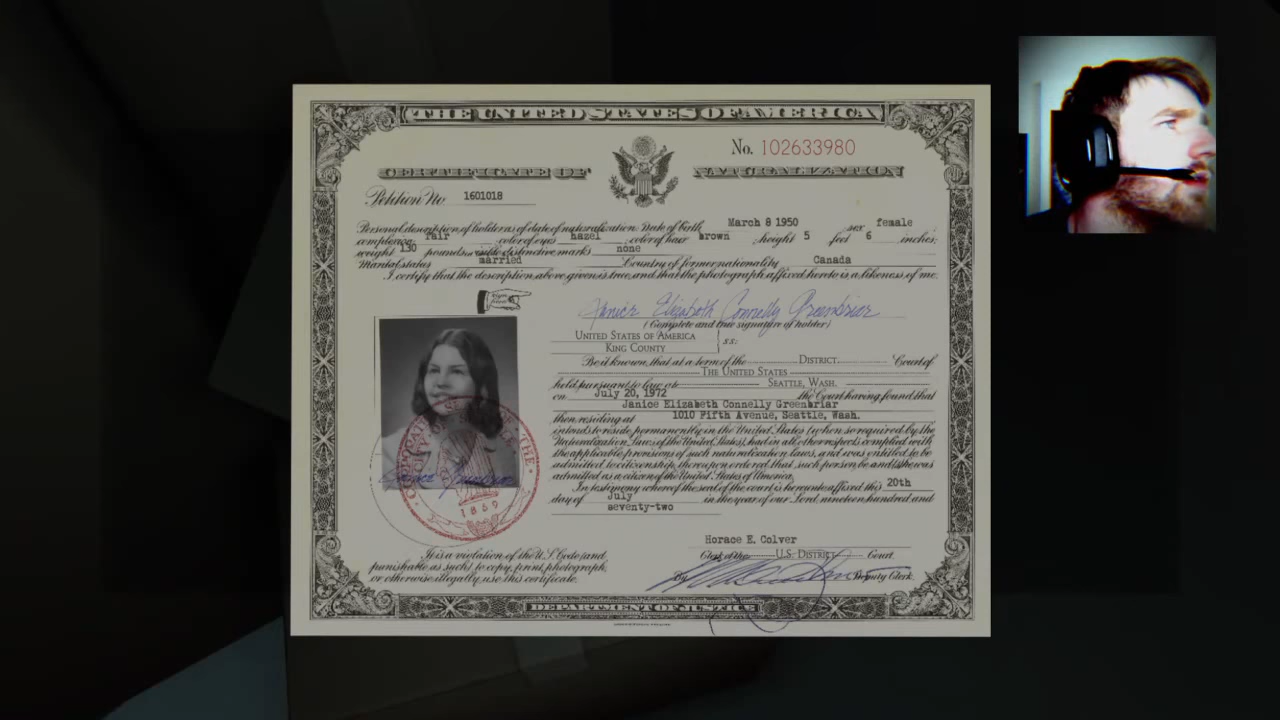 THE UNITED STATES OF AMERICA
No. 102633980
CERTIFICATE OF NATURALIZATION
Petition No 1601018
Personal description of holder as of date of naturalization: Date of birth March 8 1950 sex female
complexion fair color of eyes hazel color of hair brown height 5 feet 6 inches;
weight 130 pounds; visible distinctive marks none
Marital status married Country of former nationality Canada
I certify that the description above given is true, and that the photograph affixed hereto is a likeness of me.
Janice Elizabeth Connelly Greenbriar
(Complete and true signature of holder)
UNITED STATES OF AMERICA
KING COUNTY
ss:
Be it known, that at a term of the DISTRICT Court of
THE UNITED STATES
held pursuant to law at SEATTLE, WASH.
on July 20, 1972 the Court having found that
Janice Elizabeth Connelly Greenbriar
then residing at 1010 Fifth Avenue, Seattle, Wash.
intends to reside permanently in the United States (when so required by the
Naturalization Laws of the United States), had in all other respects complied with
the applicable provisions of such naturalization laws, and was entitled to be
admitted to citizenship, thereupon ordered that such person be and (s)he was
admitted as a citizen of the United States of America.
In testimony whereof the seal of the court is hereunto affixed this 20th
day of July in the year of our Lord nineteen hundred and
seventy-two
1869
It is a violation of the U.S. Code (and
punishable as such) to copy, print, photograph,
or otherwise illegally use this certificate.
Horace E. Colver
Clerk of the U.S. DISTRICT Court.
By Deputy Clerk.
DEPARTMENT OF JUSTICE